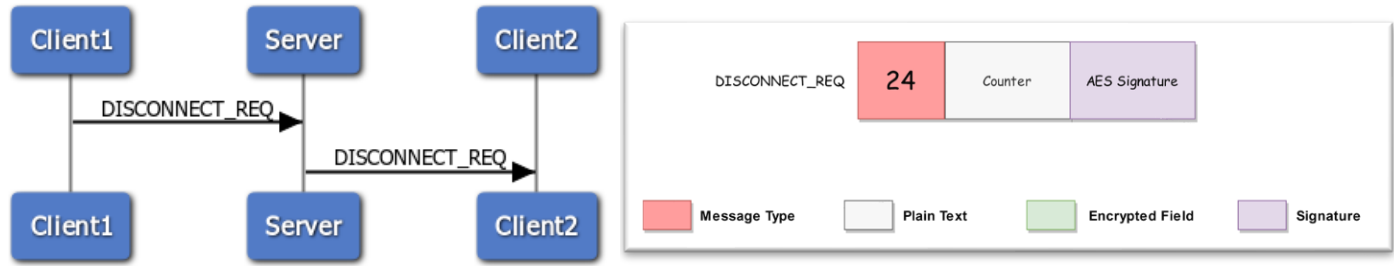 Client1
Server
Client2
DISCONNECT_REQ
DISCONNECT_REQ
Client1
Server
Client2
DISCONNECT_REQ
24
Counter
AES Signature
Message Type
Plain Text
Encrypted Field
Signature